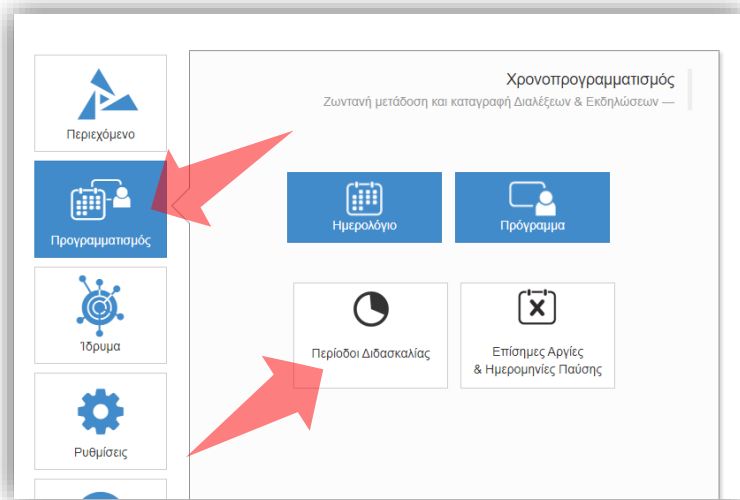 Χρονοπρογραμματισμός
Ζωντανή μετάδοση και καταγραφή Διαλέξεων & Εκδηλώσεων —
Περιεχόμενο
Προγραμματισμός
Ίδρυμα
Ρυθμίσεις
Ημερολόγιο
Πρόγραμμα
Περίοδοι Διδασκαλίας
Επίσημες Αργίες
& Ημερομηνίες Παύσης